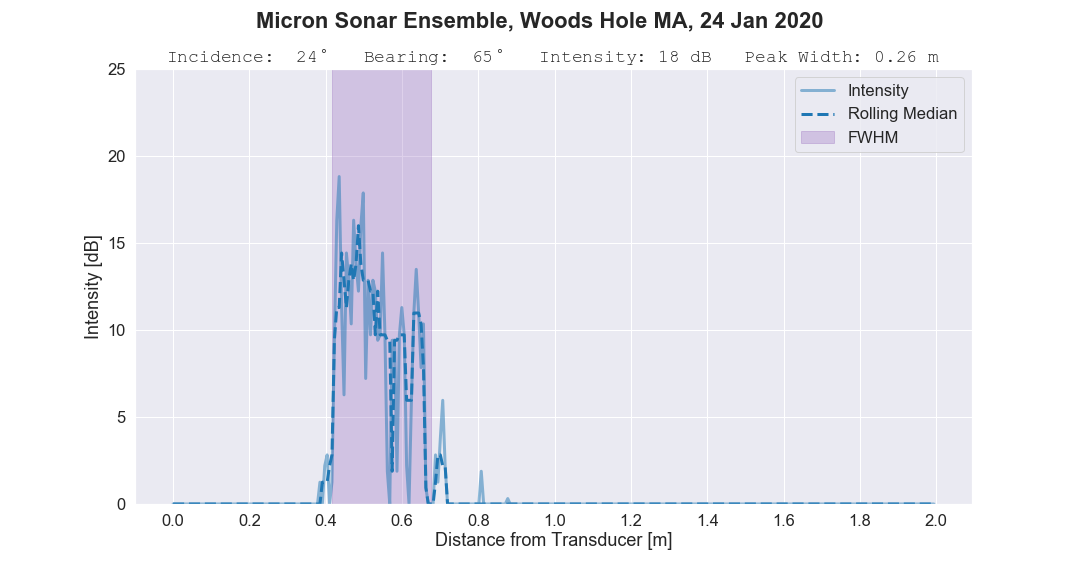 Micron Sonar Ensemble, Woods Hole MA, 24 Jan 2020
Incidence: 24° Bearing: 65° Intensity: 18 dB Peak Width: 0.26 m
25
20
15
10
5
0
Intensity [dB]
Intensity
Rolling Median
FWHM
0.0 0.2 0.4 0.6 0.8 1.0 1.2 1.4 1.6 1.8 2.0
Distance from Transducer [m]